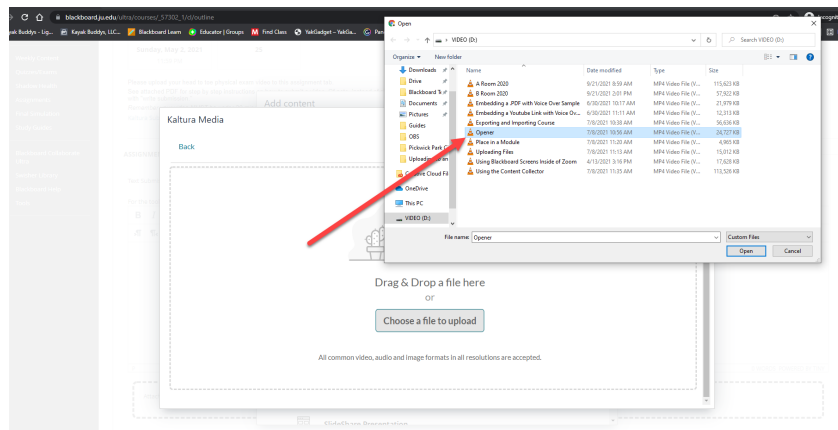 blackboard.ju.edu/ultra/courses/_57302_1/cl/outline
Kayak Buddys, LLC...
Blackboard Learn
Educator | Groups
Find Class
YakGadget – YakGa...
Add content
Kaltura Media
Back
Drag & Drop a file here
or
Choose a file to upload
All common video, audio and image formats in all resolutions are accepted.
SlideShare Presentation
Open
VIDEO (D:)
Search VIDEO (D:)
Organize
New folder
Downloads
Drive
Documents
Pictures
Guides
OBS
OneDrive
This PC
VIDEO (D:)
Name Date modified Type Size
A Room 2020 9/21/2021 8:59 AM MP4 Video File (V... 115,623 KB
B Room 2020 9/21/2021 2:01 PM MP4 Video File (V... 57,922 KB
Embedding a .PDF with Voice Over Sample 6/30/2021 10:17 AM MP4 Video File (V... 21,979 KB
Embedding a Youtube Link with Voice Ov... 6/30/2021 11:11 AM MP4 Video File (V... 12,313 KB
Exporting and Importing Course 7/8/2021 10:38 AM MP4 Video File (V... 56,636 KB
Opener 7/8/2021 10:56 AM MP4 Video File (V... 24,727 KB
Place in a Module 7/8/2021 11:20 AM MP4 Video File (V... 4,965 KB
Uploading Files 7/8/2021 11:13 AM MP4 Video File (V... 15,012 KB
Using Blackboard Screens Inside of Zoom 4/13/2021 3:16 PM MP4 Video File (V... 17,628 KB
Using the Content Collector 7/8/2021 11:35 AM MP4 Video File (V... 113,526 KB
File name: Opener
Custom Files
Open
Cancel